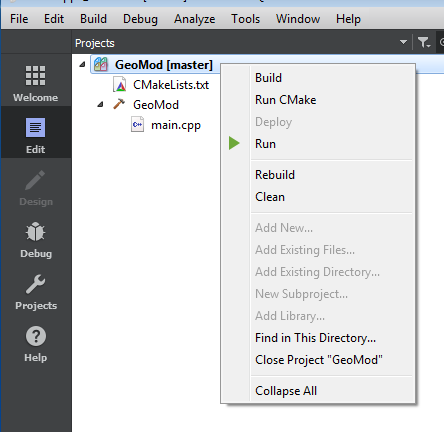 File Edit Build Debug Analyze Tools Window Help
Projects
Welcome
Edit
Design
Debug
Projects
Help
GeoMod [master]
CMakeLists.txt
GeoMod
main.cpp
Build
Run CMake
Deploy
Run
Rebuild
Clean
Add New...
Add Existing Files...
Add Existing Directory...
New Subproject...
Add Library...
Find in This Directory...
Close Project "GeoMod"
Collapse All